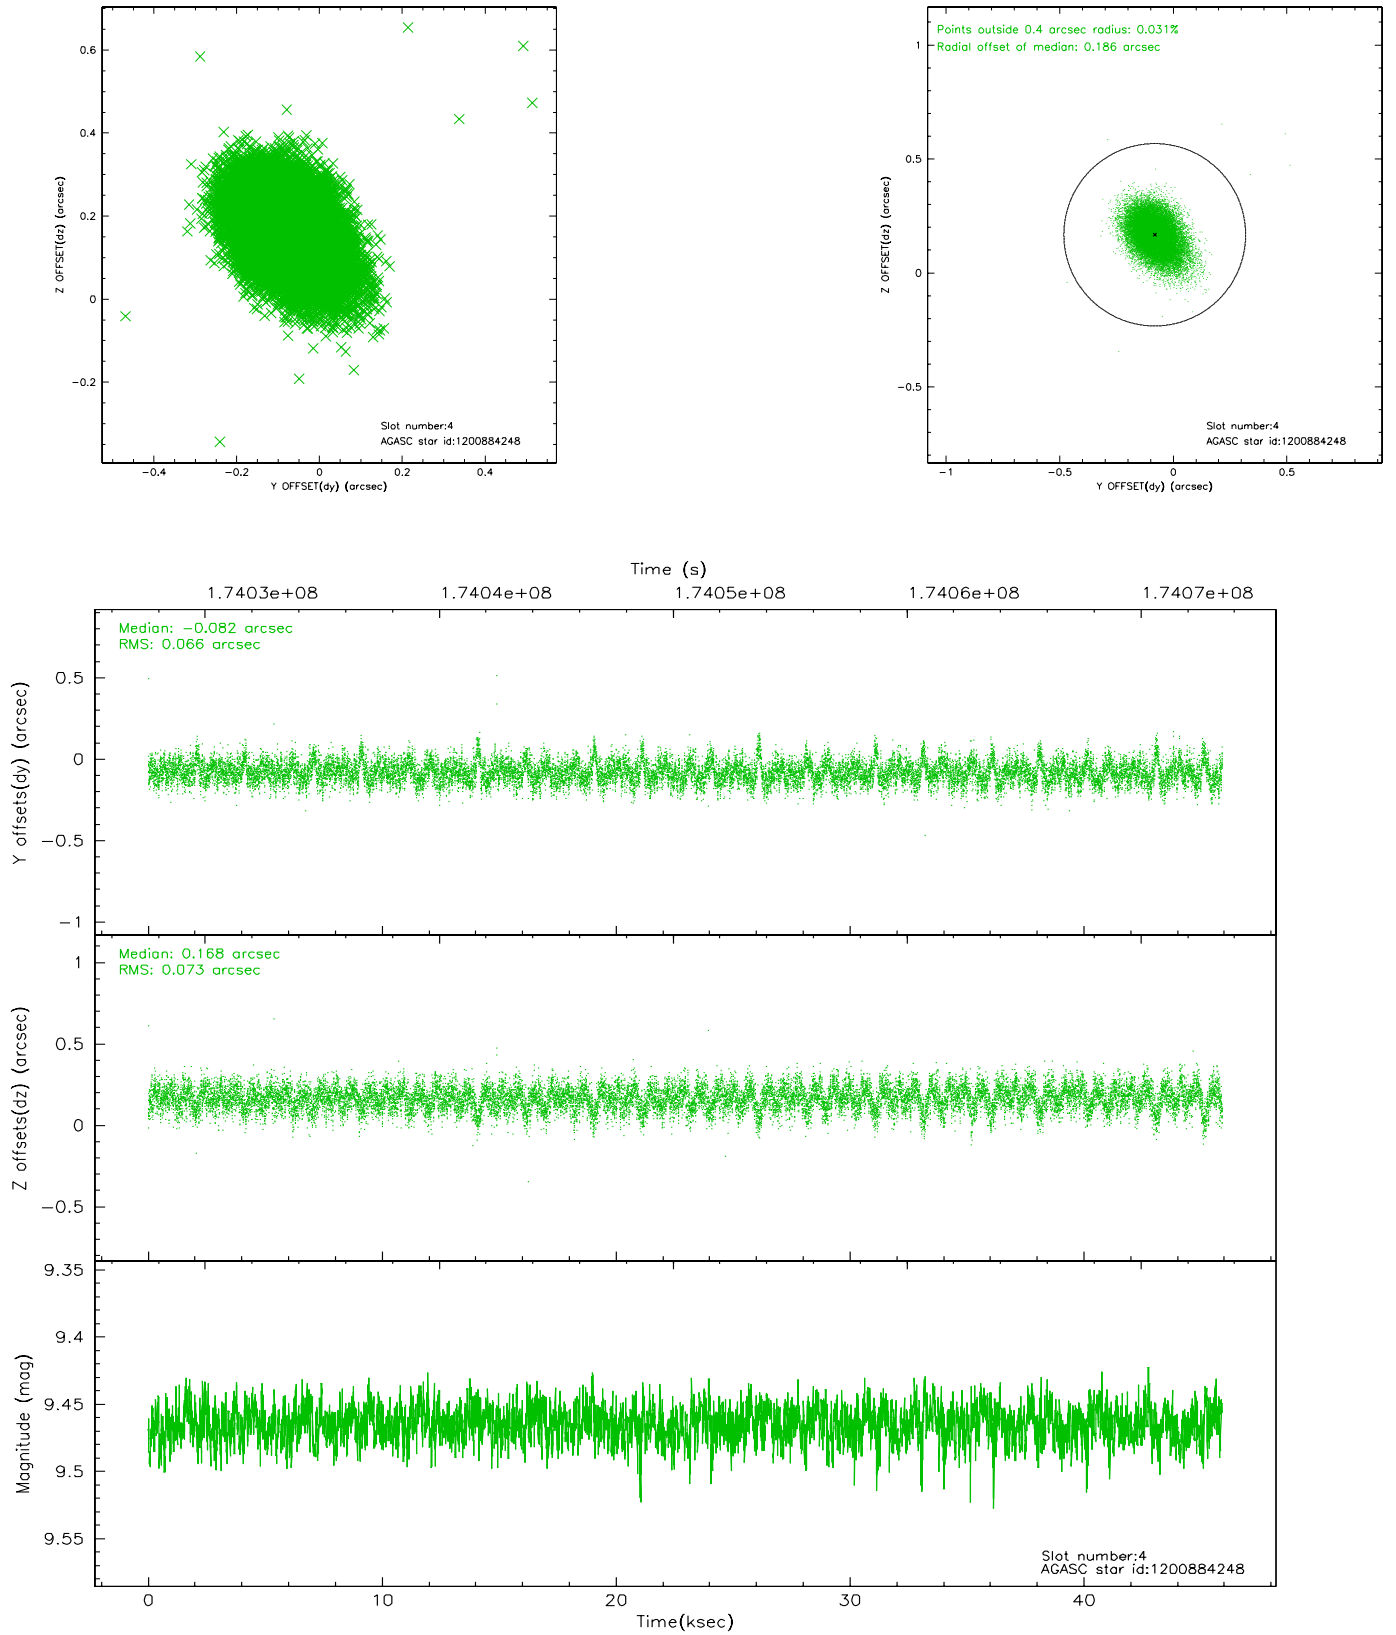 0.6
0.4
0.2
0
−0.2
Z OFFSET(dz) (arcsec)
−0.4
−0.2
0
0.2
0.4
Y OFFSET(dy) (arcsec)
Slot number:4
AGASC star id:1200884248
Points outside 0.4 arcsec radius: 0.031%
Radial offset of median: 0.186 arcsec
1
0.5
0
−0.5
Z OFFSET(dz) (arcsec)
−1
−0.5
0
0.5
Y OFFSET(dy) (arcsec)
Slot number:4
AGASC star id:1200884248
Time (s)
1.7403e+08
1.7404e+08
1.7405e+08
1.7406e+08
1.7407e+08
Median: −0.082 arcsec
RMS: 0.066 arcsec
0.5
0
−0.5
−1
Y offsets(dy) (arcsec)
Median: 0.168 arcsec
RMS: 0.073 arcsec
1
0.5
0
−0.5
Z offsets(dz) (arcsec)
9.35
9.4
9.45
9.5
9.55
Magnitude (mag)
Slot number:4
AGASC star id:1200884248
0
10
20
30
40
Time(ksec)